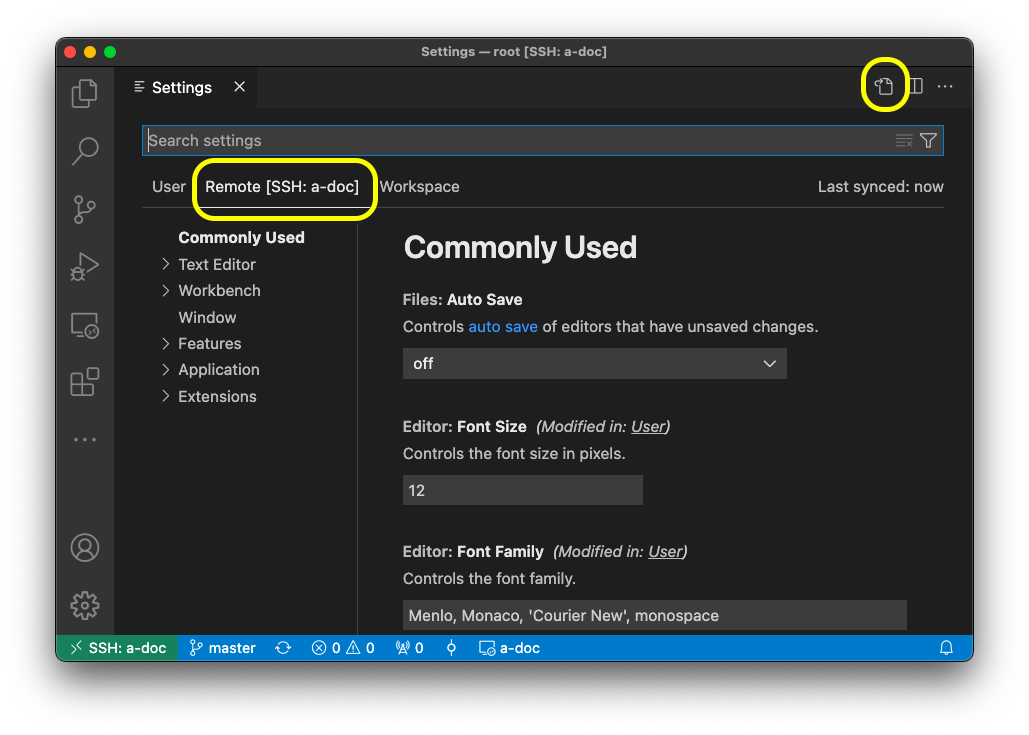 Settings — root [SSH: a-doc]
Settings
Search settings
User Remote [SSH: a-doc] Workspace Last synced: now
Commonly Used
Text Editor
Workbench
Window
Features
Application
Extensions
Commonly Used
Files: Auto Save
Controls auto save of editors that have unsaved changes.
off
Editor: Font Size (Modified in: User)
Controls the font size in pixels.
12
Editor: Font Family (Modified in: User)
Controls the font family.
Menlo, Monaco, 'Courier New', monospace
SSH: a-doc master 0 0 0 a-doc